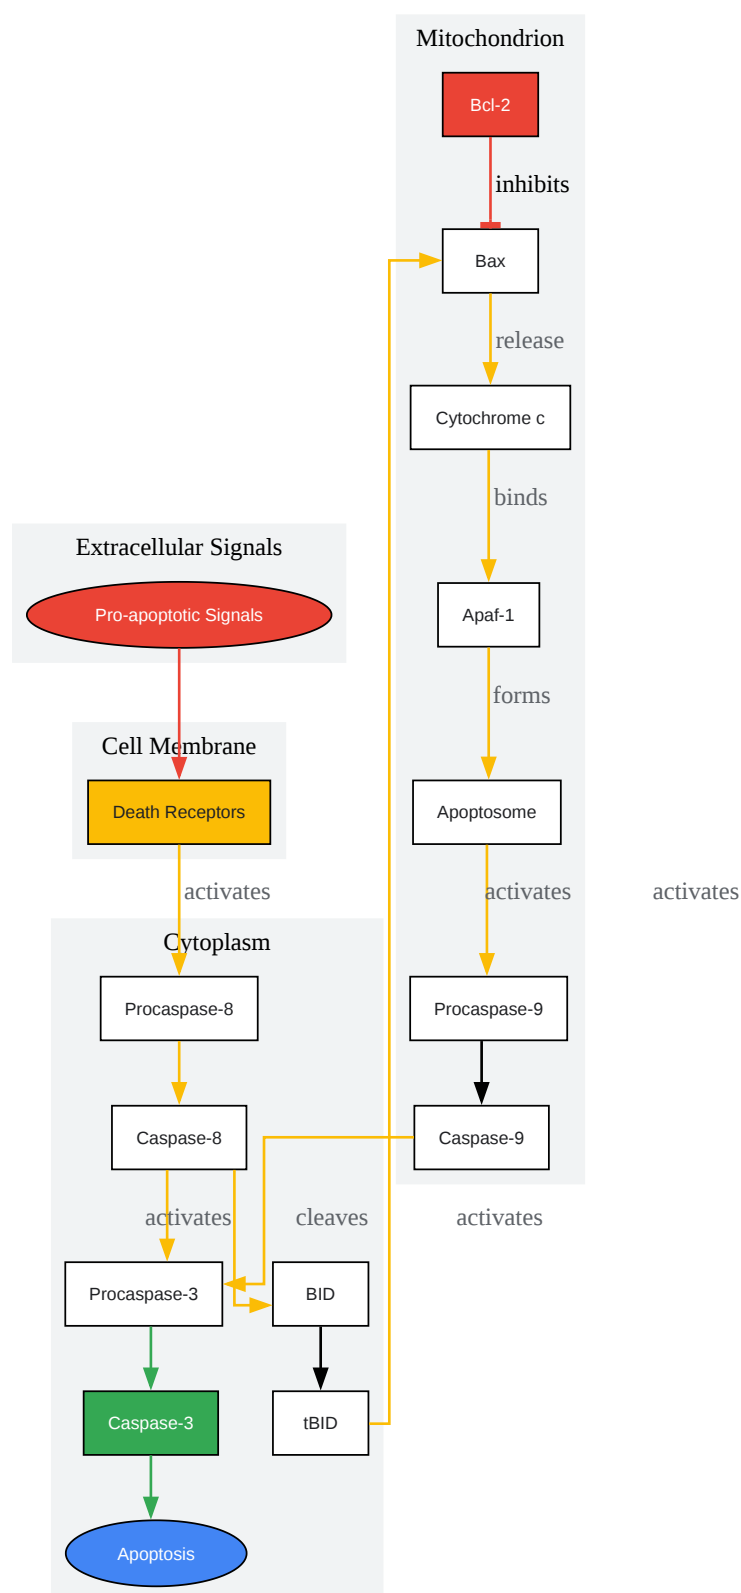 Mitochondrion
Bcl-2
inhibits
Bax
release
Cytochrome c
binds
Extracellular Signals
Pro-apoptotic Signals
Apaf-1
forms
Cell Membrane
Death Receptors
Apoptosome
activates
activates
activates
Cytoplasm
Procaspase-8
Procaspase-9
Caspase-8
Caspase-9
activates
cleaves
activates
Procaspase-3
BID
Caspase-3
tBID
Apoptosis